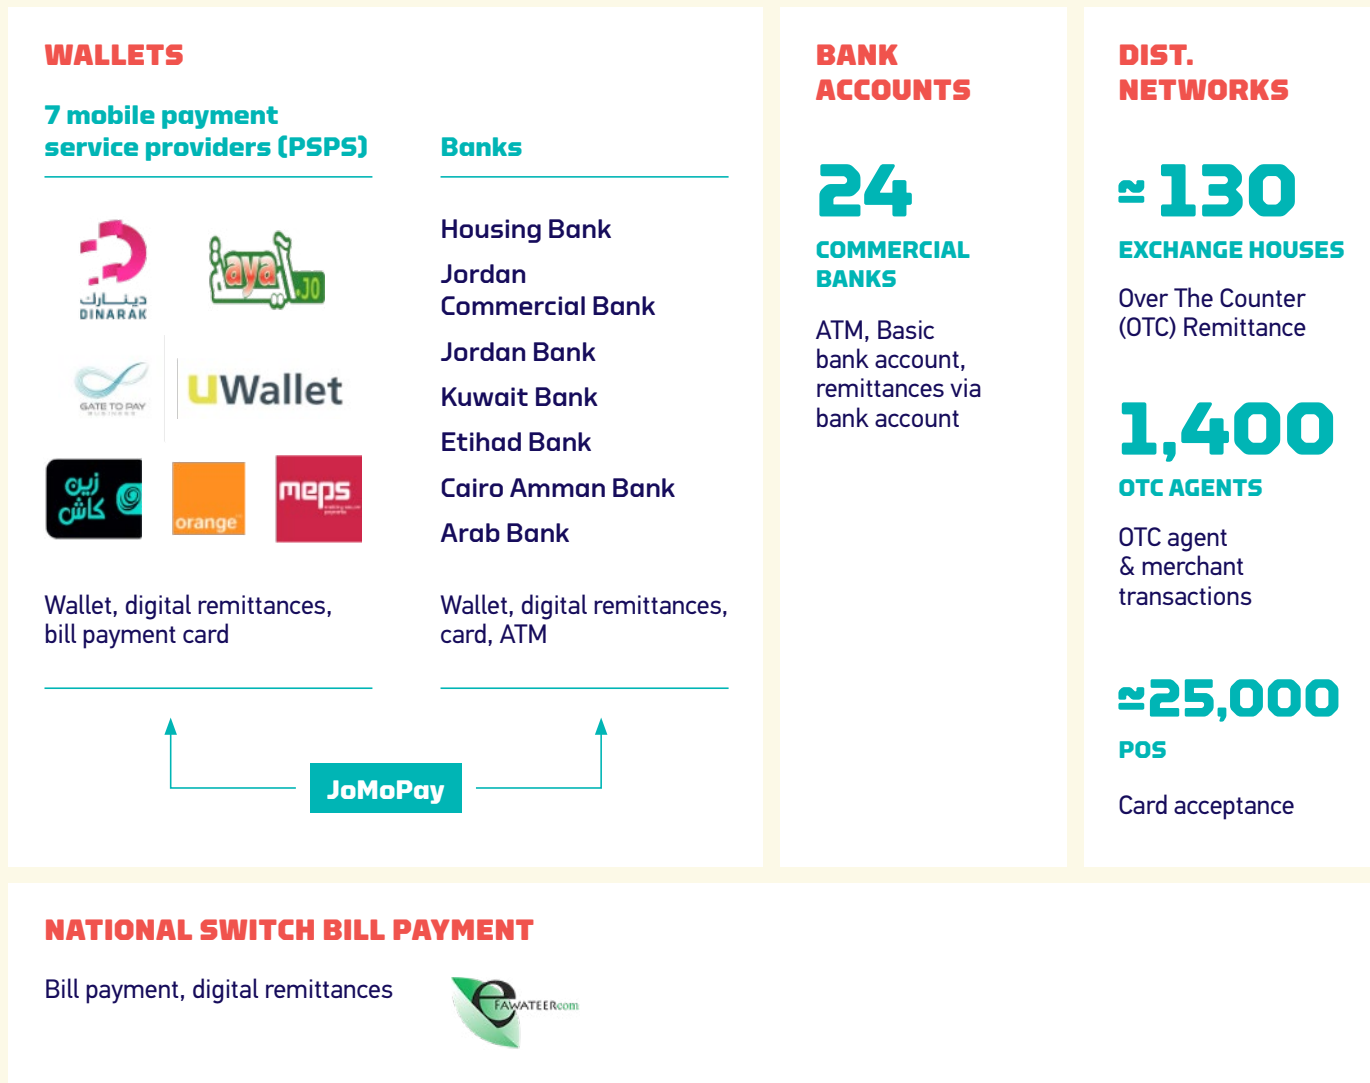 WALLETS
7 mobile payment
service providers (PSPS)
دينارك
DINARAK
aya
.JO
GATE TO PAY
BUSINESS
UWallet
زين
كاش
orange
meps
Wallet, digital remittances,
bill payment card
Banks
Housing Bank
Jordan
Commercial Bank
Jordan Bank
Kuwait Bank
Etihad Bank
Cairo Amman Bank
Arab Bank
Wallet, digital remittances,
card, ATM
JoMoPay
BANK
ACCOUNTS
24
COMMERCIAL
BANKS
ATM, Basic
bank account,
remittances via
bank account
DIST.
NETWORKS
≃ 130
EXCHANGE HOUSES
Over The Counter
(OTC) Remittance
1,400
OTC AGENTS
OTC agent
& merchant
transactions
≃25,000
POS
Card acceptance
NATIONAL SWITCH BILL PAYMENT
Bill payment, digital remittances
eFAWATEERcom